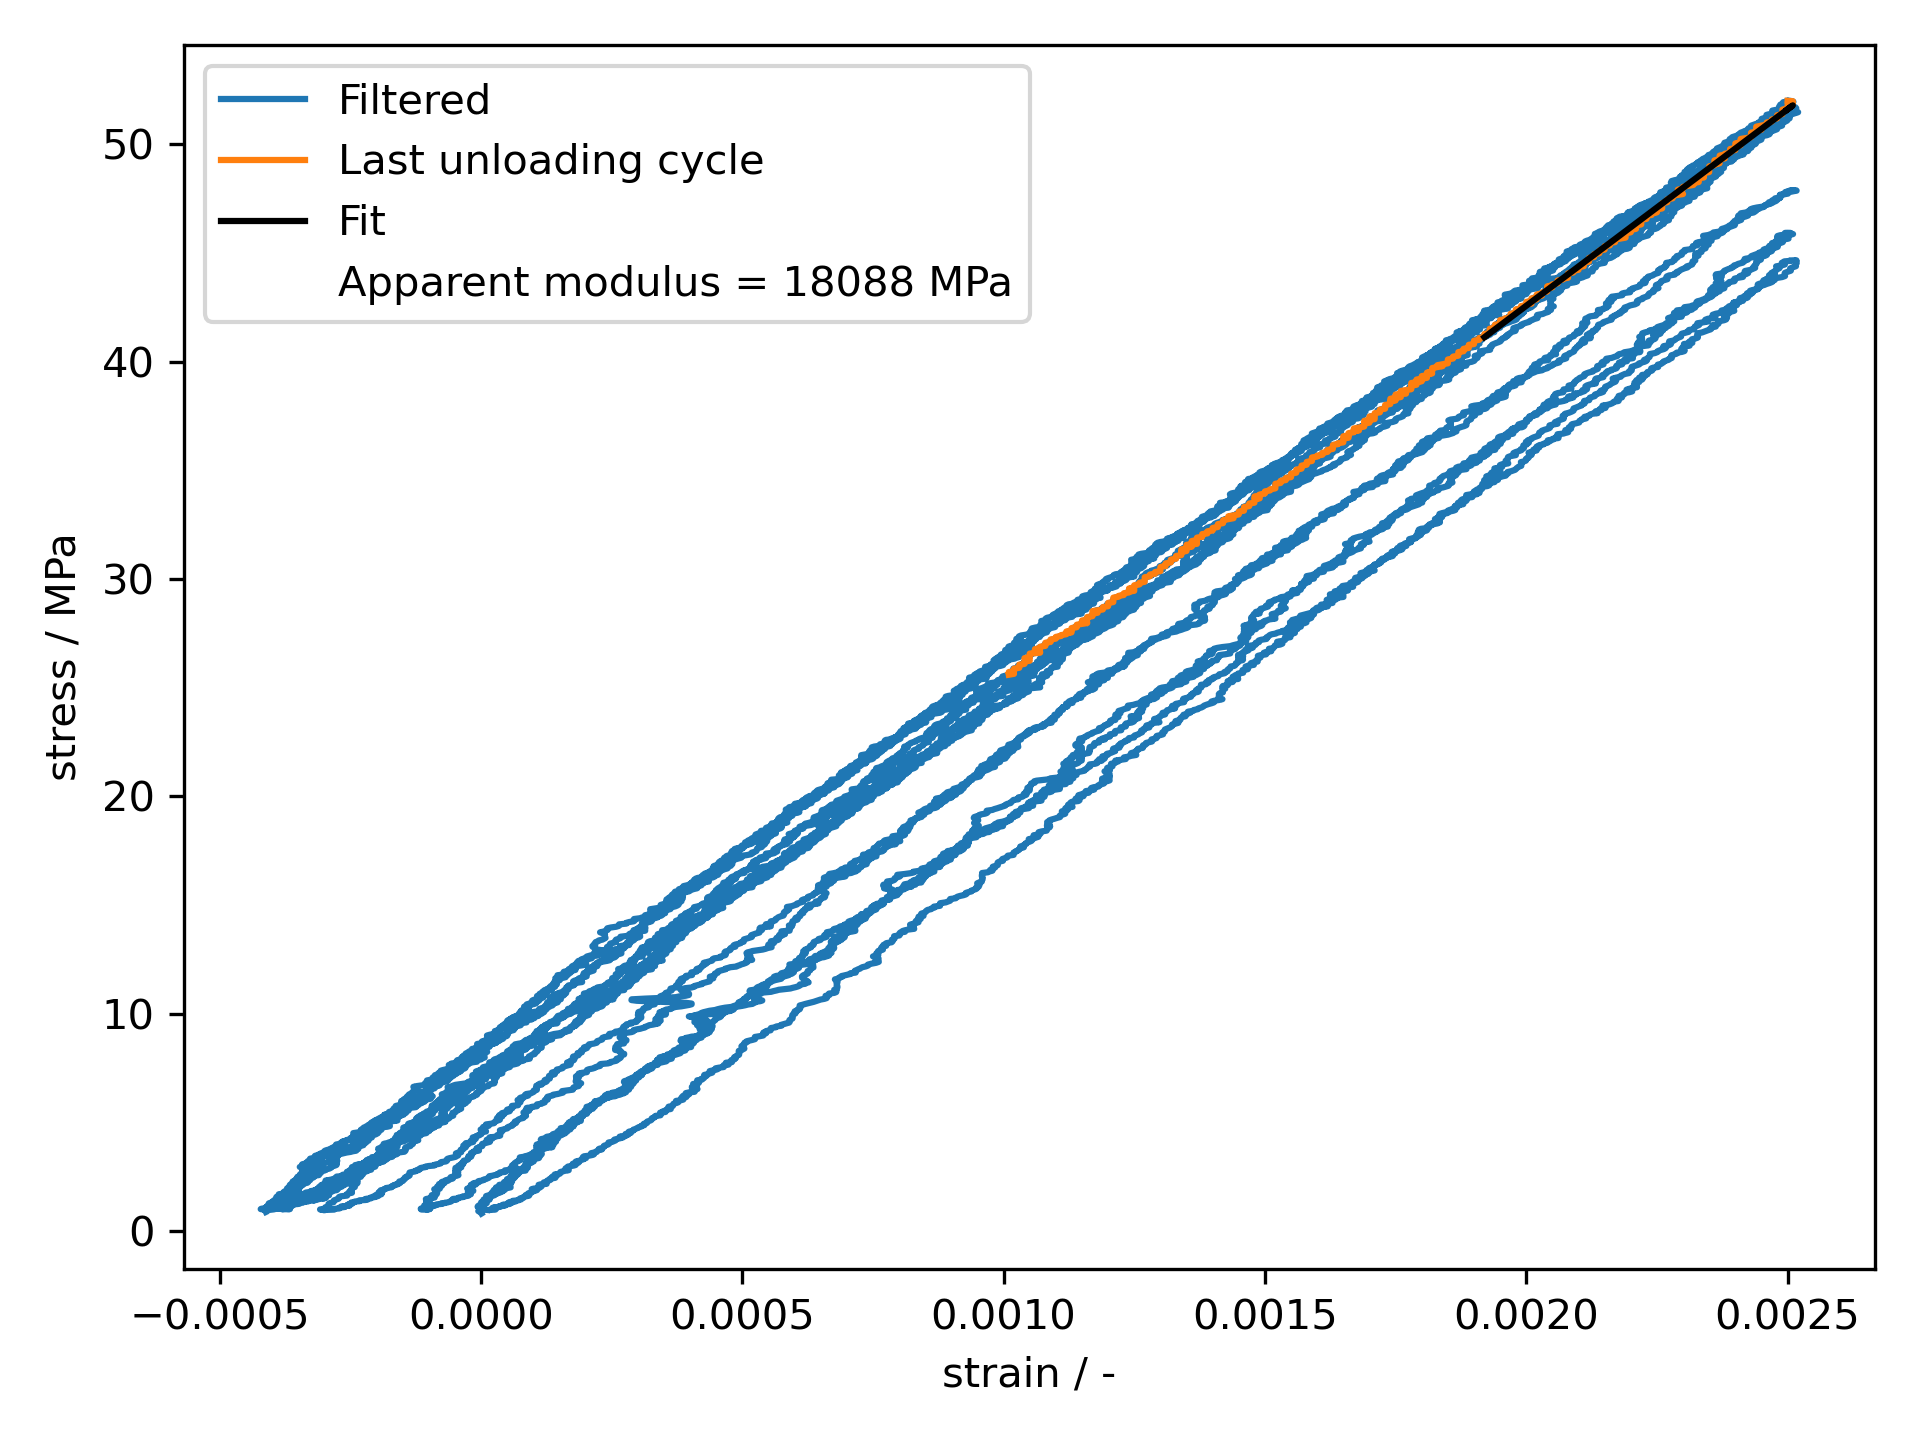 Filtered
Last unloading cycle
Fit
Apparent modulus = 18088 MPa
50
40
30
20
10
0
stress / MPa
−0.0005 0.0000 0.0005 0.0010 0.0015 0.0020 0.0025
strain / -